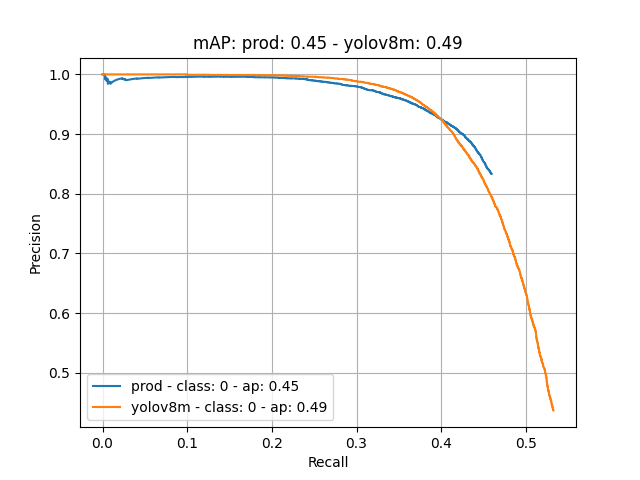 mAP: prod: 0.45 - yolov8m: 0.49
Precision
1.0
0.9
0.8
0.7
0.6
0.5
prod - class: 0 - ap: 0.45
yolov8m - class: 0 - ap: 0.49
0.0 0.1 0.2 0.3 0.4 0.5
Recall